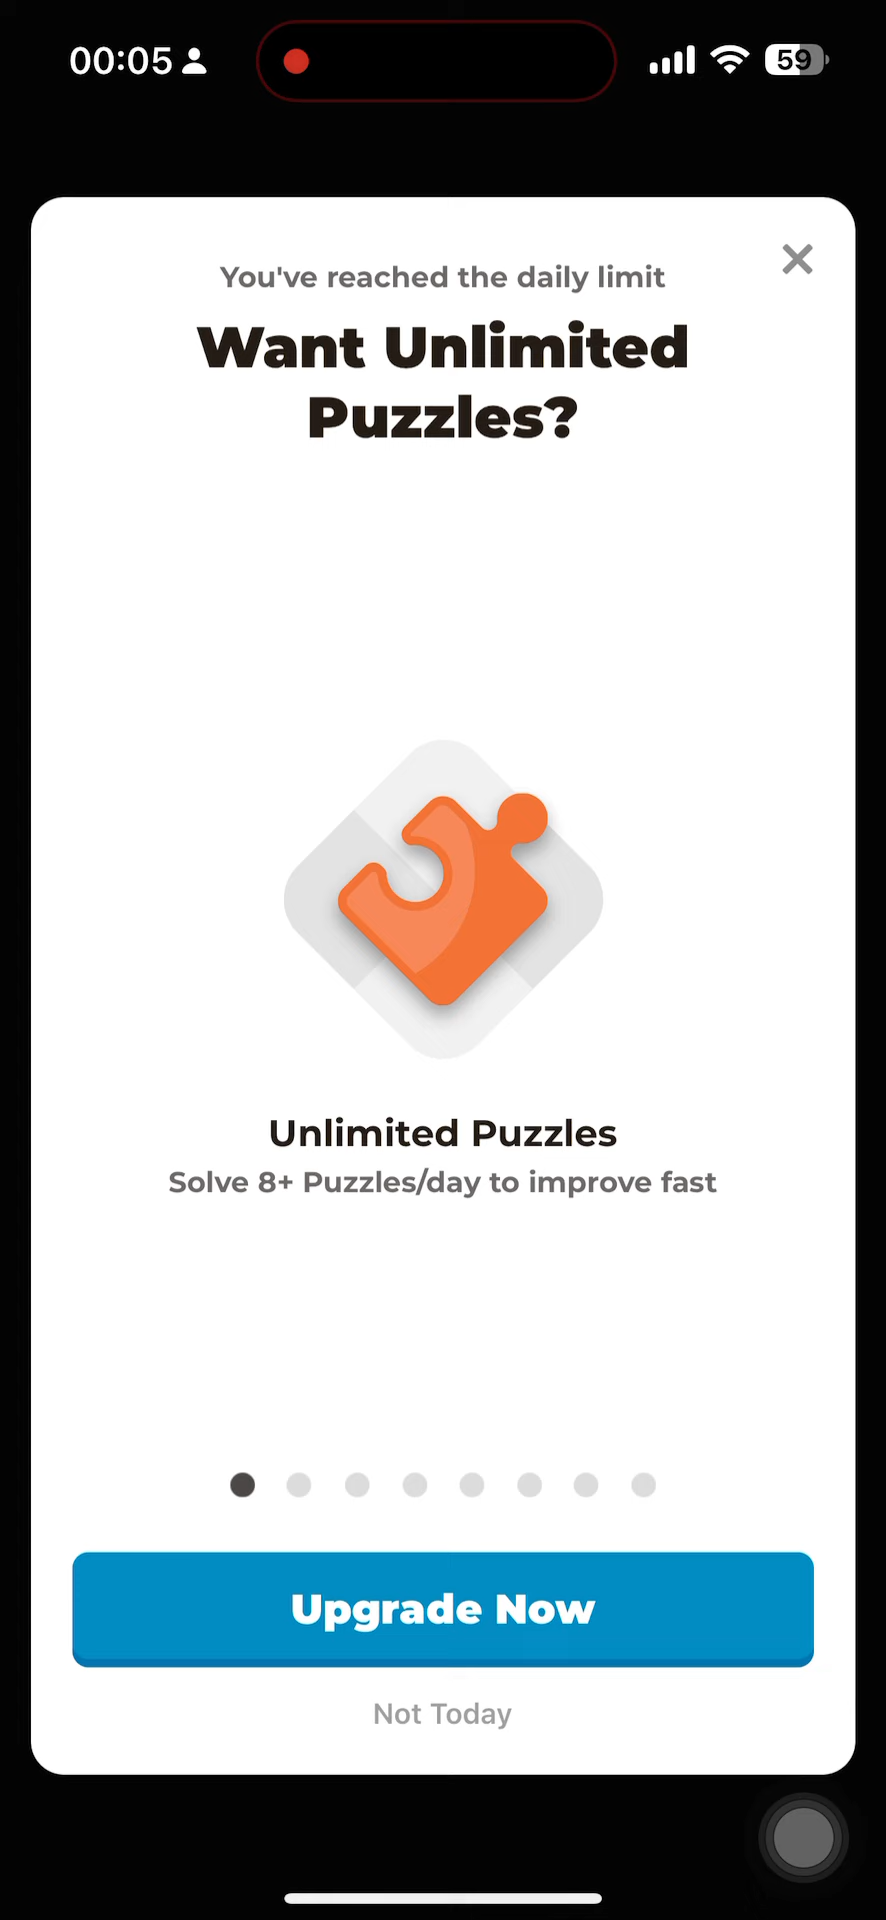 00:05
59
You've reached the daily limit
Want Unlimited
Puzzles?
Unlimited Puzzles
Solve 8+ Puzzles/day to improve fast
Upgrade Now
Not Today